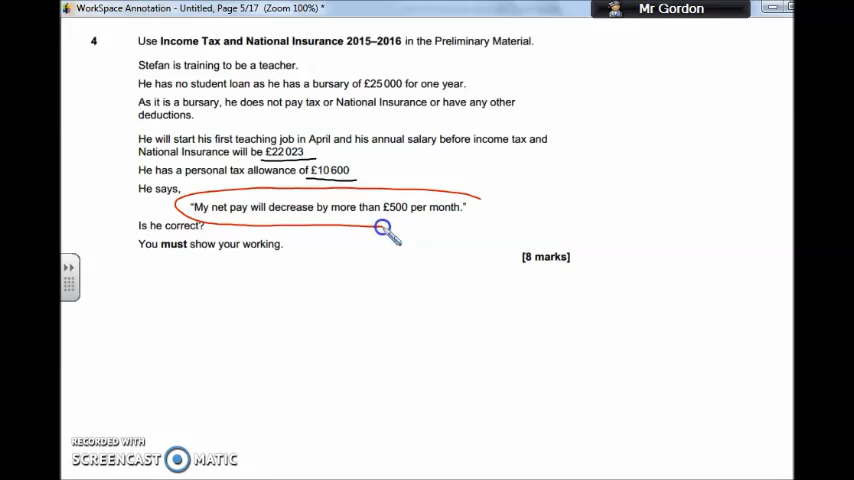 WorkSpace Annotation - Untitled, Page 5/17 (Zoom 100%) *
Mr Gordon
4 Use Income Tax and National Insurance 2015–2016 in the Preliminary Material.
Stefan is training to be a teacher.
He has no student loan as he has a bursary of £25 000 for one year.
As it is a bursary, he does not pay tax or National Insurance or have any other
deductions.
He will start his first teaching job in April and his annual salary before income tax and
National Insurance will be £22 023
He has a personal tax allowance of £10 600
He says,
“My net pay will decrease by more than £500 per month.”
Is he correct?
You must show your working.
[8 marks]
RECORDED WITH
SCREENCAST MATIC